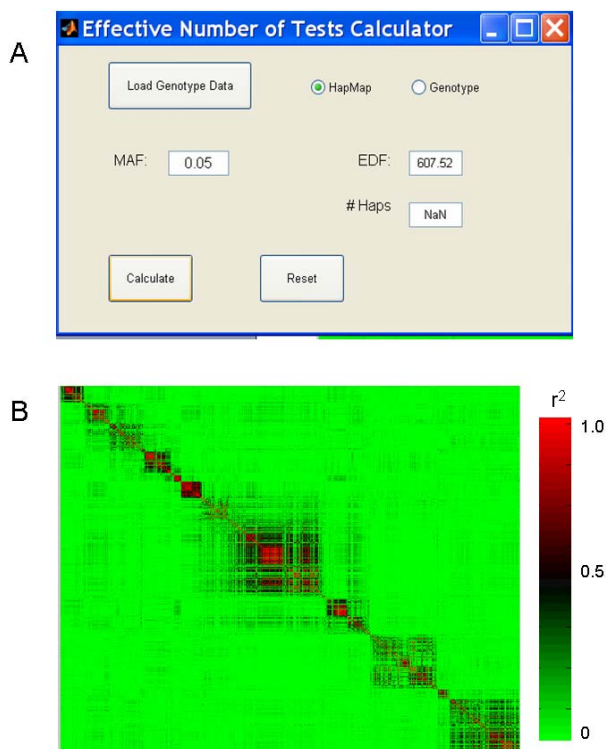 A
Effective Number of Tests Calculator
Load Genotype Data
HapMap
Genotype
MAF: 0.05
EDF: 607.52
# Haps NaN
Calculate
Reset
B
r²
1.0
0.5
0